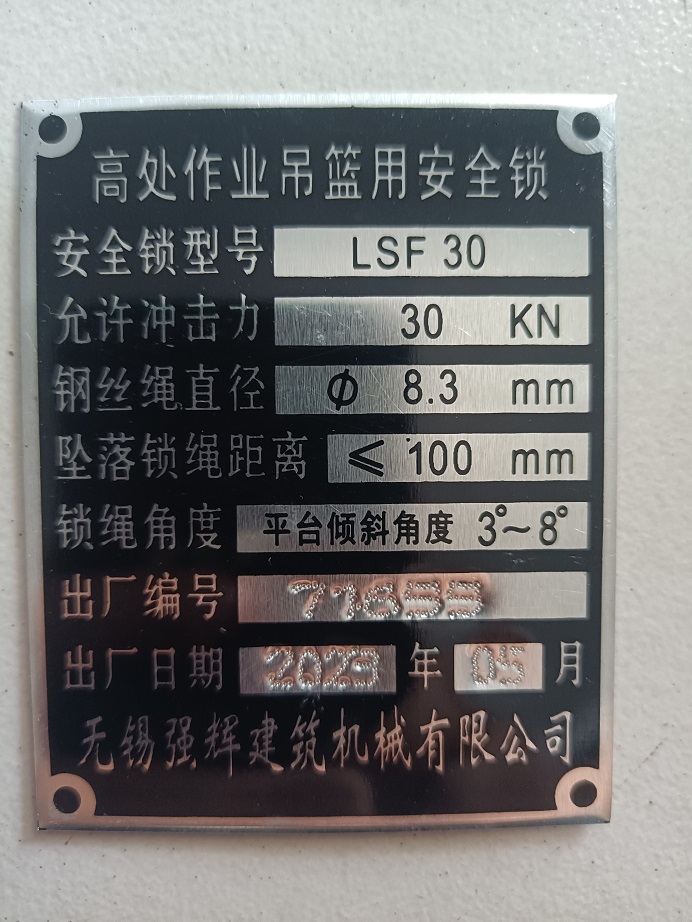 高处作业吊篮用安全锁
安全锁型号 LSF 30
允许冲击力 30 KN
钢丝绳直径 φ 8.3 mm
坠落锁绳距离 ≤ 100 mm
锁绳角度 平台倾斜角度 3°~8°
出厂编号 71655
出厂日期 2023 年 05 月
无锡强辉建筑机械有限公司